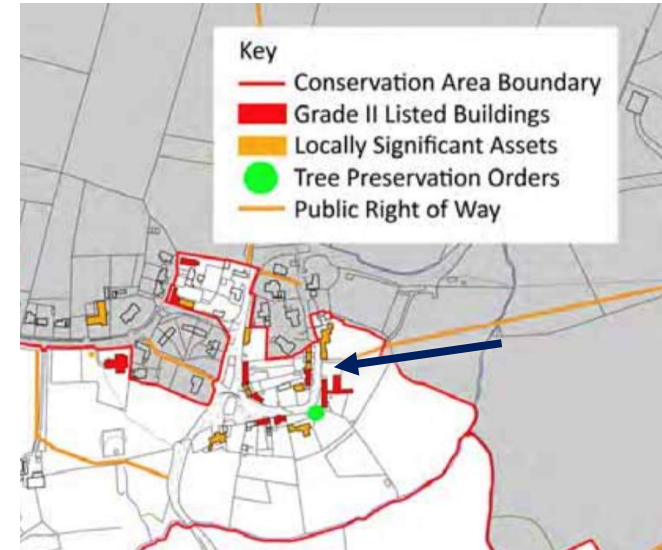 Key
Conservation Area Boundary
Grade II Listed Buildings
Locally Significant Assets
Tree Preservation Orders
Public Right of Way